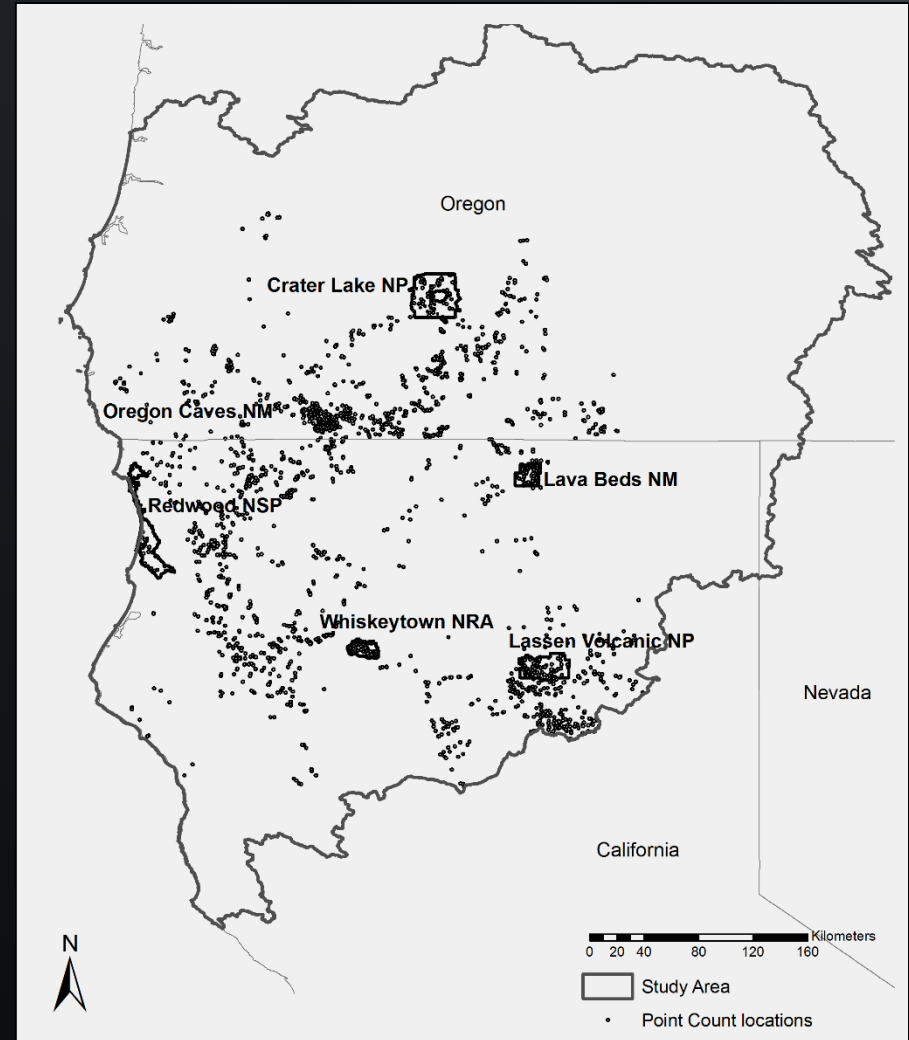 Oregon
Crater Lake NP
Oregon Caves NM
Lava Beds NM
Redwood NSP
Whiskeytown NRA
Lassen Volcanic NP
Nevada
California
N
Kilometers
0 20 40 80 120 160
Study Area
Point Count locations